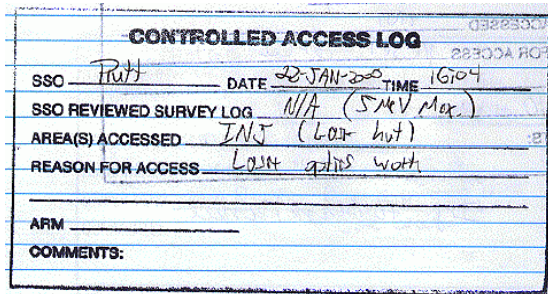 CONTROLLED ACCESS LOG
SSO Pruitt DATE 22-JAN-2000 TIME 16:04
SSO REVIEWED SURVEY LOG N/A (5 MeV Max.)
AREA(S) ACCESSED INJ (Laser hut)
REASON FOR ACCESS Laser optics work
ARM
COMMENTS: